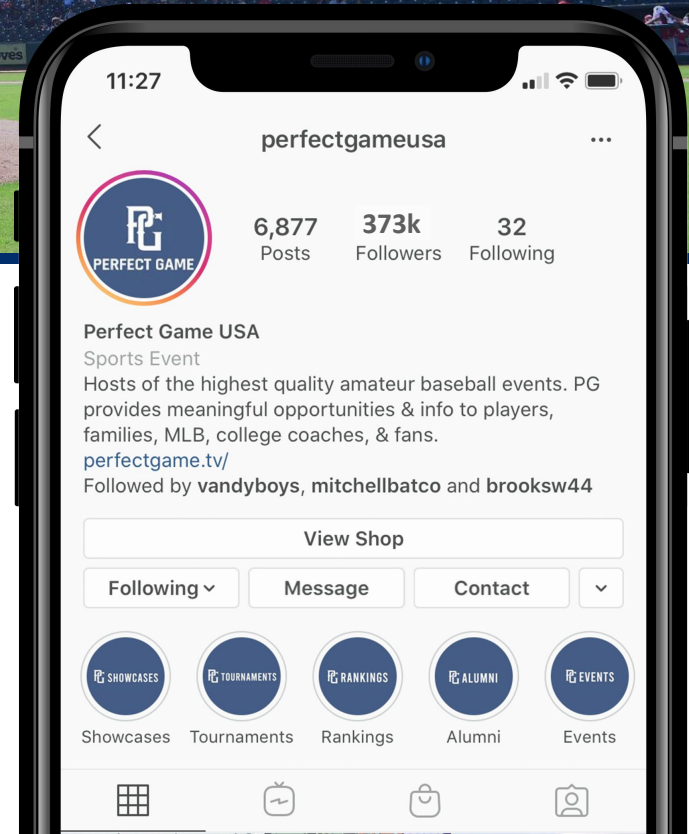 ves
11:27
perfectgameusa
PG
PERFECT GAME
6,877
Posts
373k
Followers
32
Following
Perfect Game USA
Sports Event
Hosts of the highest quality amateur baseball events. PG
provides meaningful opportunities & info to players,
families, MLB, college coaches, & fans.
perfectgame.tv/
Followed by vandyboys, mitchellbatco and brooksw44
View Shop
Following
Message
Contact
PG SHOWCASES
PG TOURNAMENTS
PG RANKINGS
PG ALUMNI
PG EVENTS
Showcases
Tournaments
Rankings
Alumni
Events